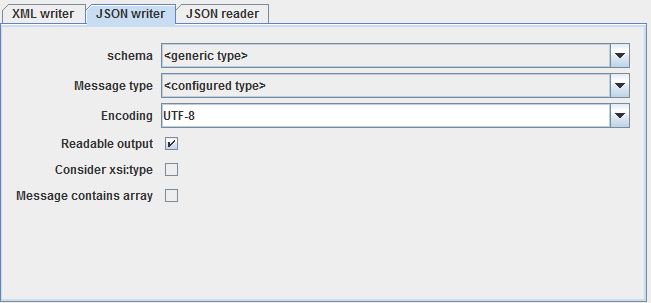 XML writer JSON writer JSON reader
schema <generic type>
Message type <configured type>
Encoding UTF-8
Readable output
Consider xsi:type
Message contains array